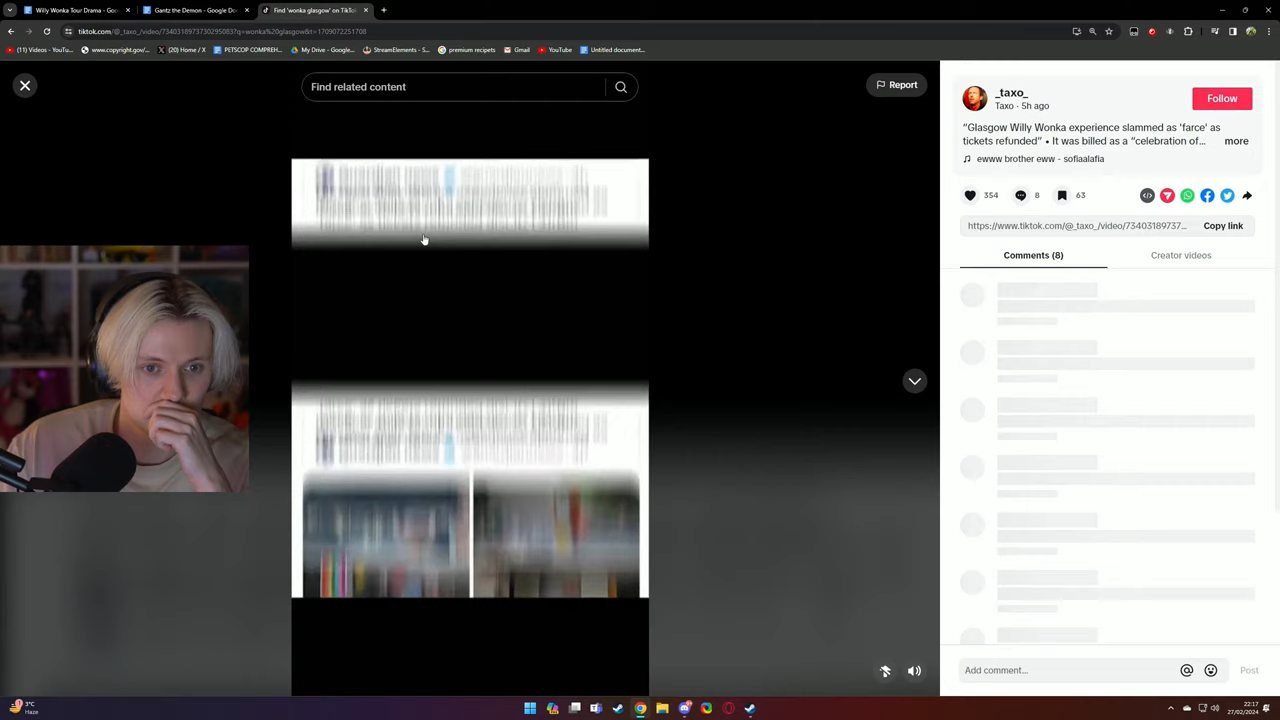 Willy Wonka Tour Drama - Goo
Gantz the Demon - Google Do
Find 'wonka glasgow' on TikTo
tiktok.com/@_taxo_/video/7340318973730295083?q=wonka%20glasgow&t=1709072251708
(11) Videos - YouTu...
www.copyright.gov/...
(20) Home / X
PETSCOP COMPREH...
My Drive - Google...
StreamElements - S...
premium recipets
Gmail
YouTube
Untitled document...
Find related content
Report
_taxo_
Taxo · 5h ago
Follow
"Glasgow Willy Wonka experience slammed as 'farce' as
tickets refunded" • It was billed as a "celebration of...
more
ewww brother eww - sofiaalafia
354
8
63
https://www.tiktok.com/@_taxo_/video/73403189737...
Copy link
Comments (8)
Creator videos
Add comment...
Post
3°C
Haze
22:17
27/02/2024